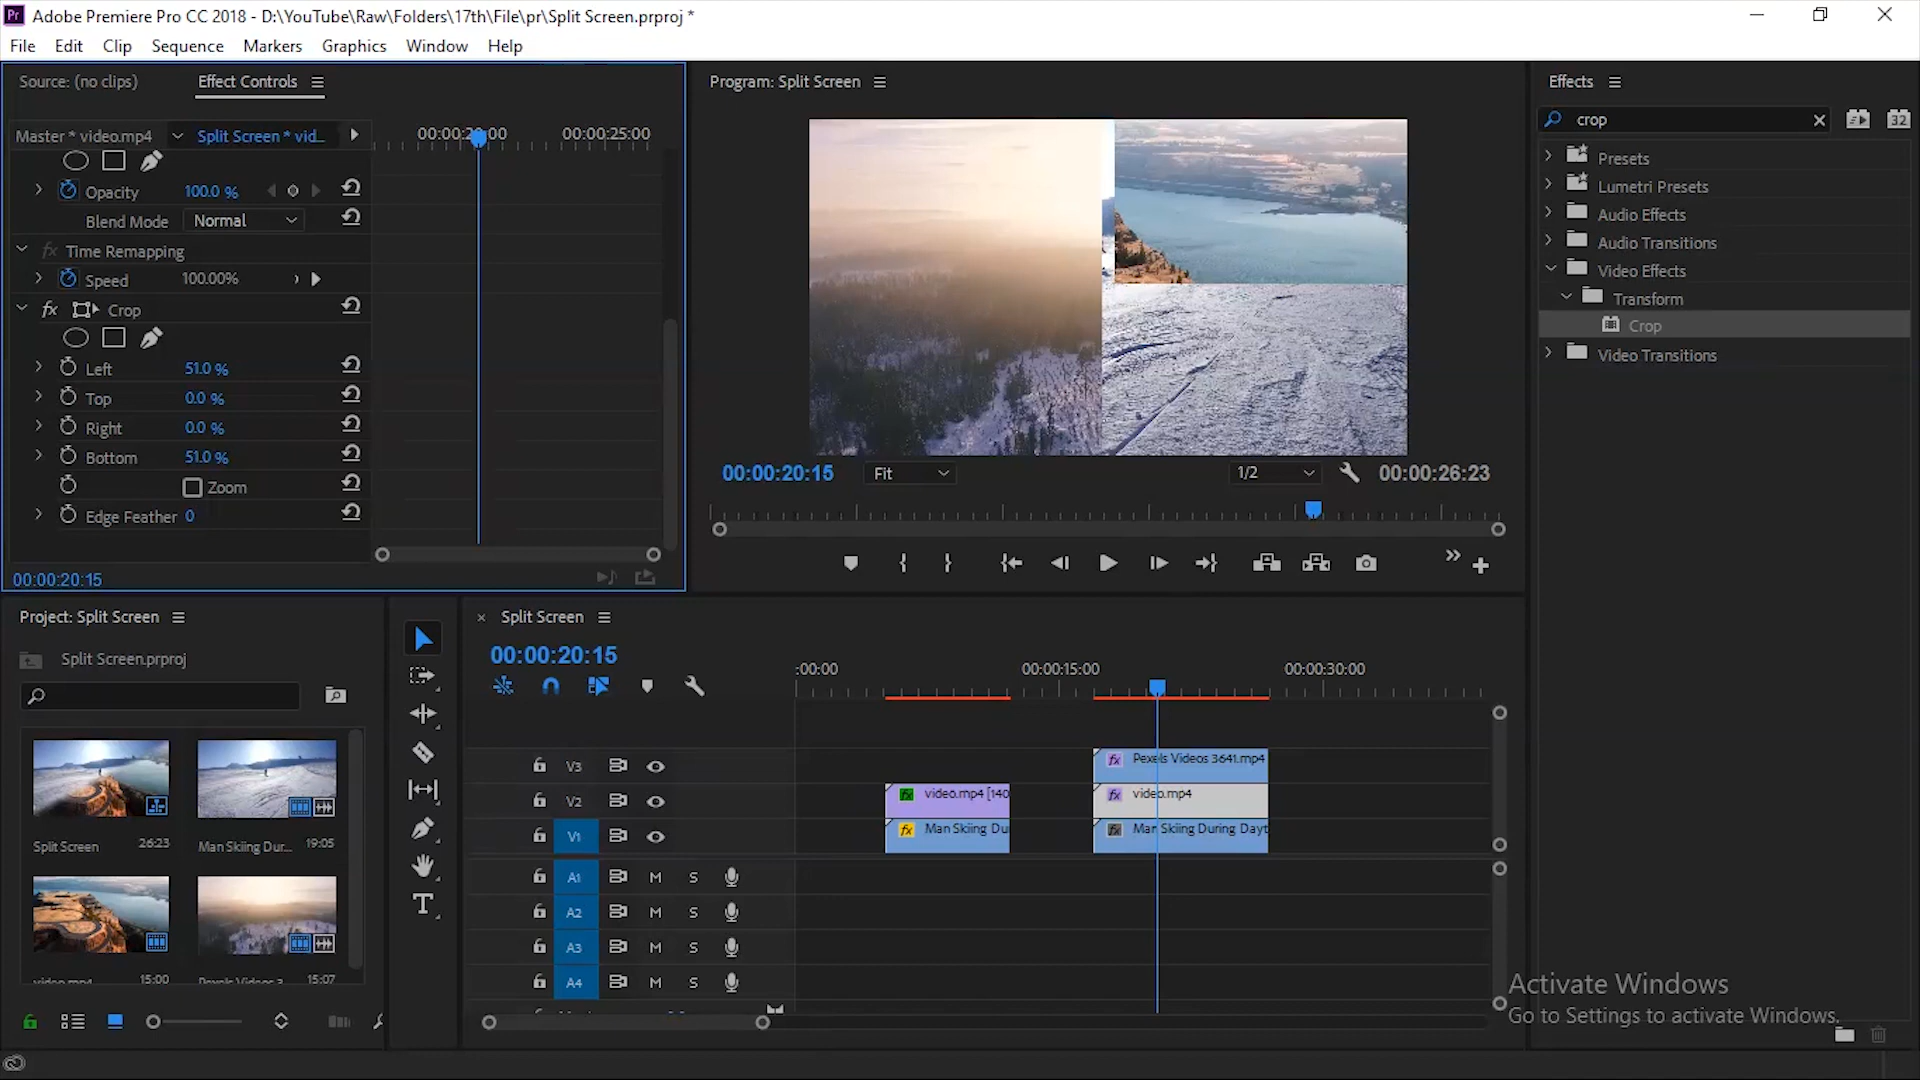 Adobe Premiere Pro CC 2018 - D:\YouTube\Raw\Folders\17th\File\pr\Split Screen.prproj *
File Edit Clip Sequence Markers Graphics Window Help
Source: (no clips) Effect Controls
Master * video.mp4 Split Screen * vid...
00:00:20:00 00:00:25:00
Opacity 100.0 %
Blend Mode Normal
fx Time Remapping
Speed 100.00%
fx Crop
Left 51.0 %
Top 0.0 %
Right 0.0 %
Bottom 51.0 %
Zoom
Edge Feather 0
00:00:20:15
Program: Split Screen
00:00:20:15 Fit 1/2 00:00:26:23
Effects
crop
32
Presets
Lumetri Presets
Audio Effects
Audio Transitions
Video Effects
Transform
Crop
Video Transitions
Project: Split Screen
Split Screen.prproj
Split Screen 26:23
Man Skiing Dur... 19:05
video.mp4 15:00
Pexels Videos 3... 15:07
Split Screen
00:00:20:15
:00:00 00:00:15:00 00:00:30:00
V3 fx Pexels Videos 3641.mp4
V2 fx video.mp4 [140 fx video.mp4
V1 fx Man Skiing Du fx Man Skiing During Dayt
A1 M S
A2 M S
A3 M S
A4 M S
Activate Windows
Go to Settings to activate Windows.